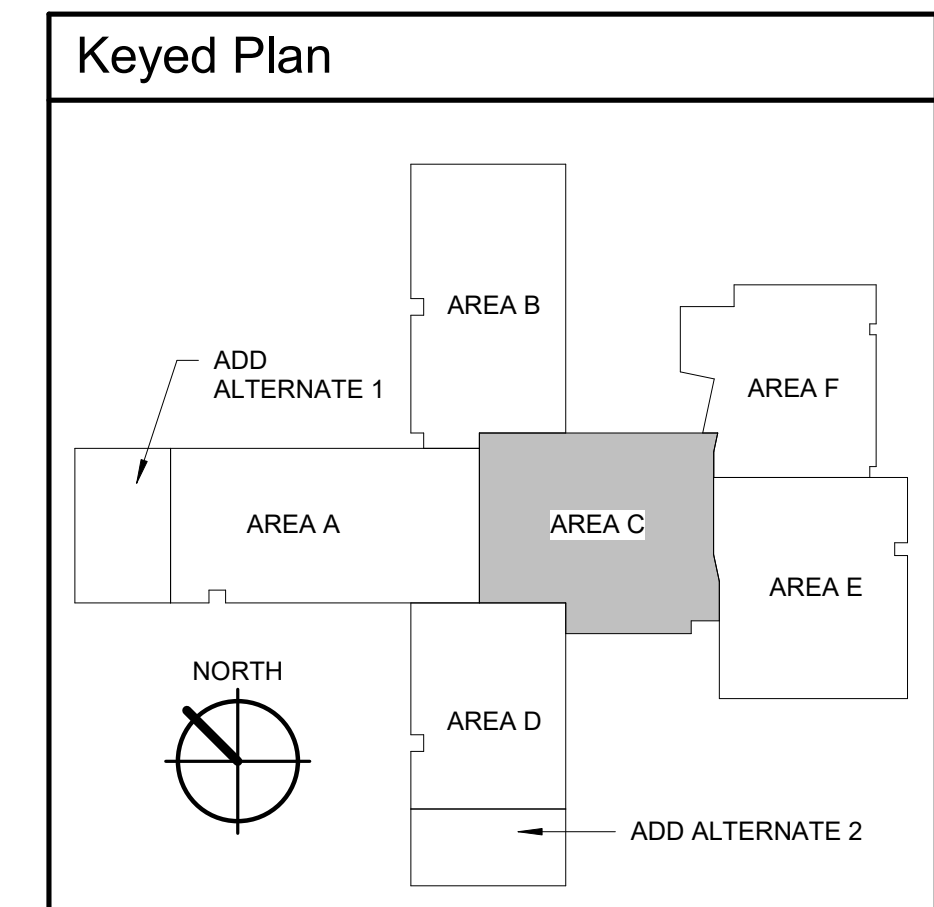 Keyed Plan
AREA B
ADD
ALTERNATE 1
AREA F
AREA A
AREA C
AREA E
NORTH
AREA D
ADD ALTERNATE 2